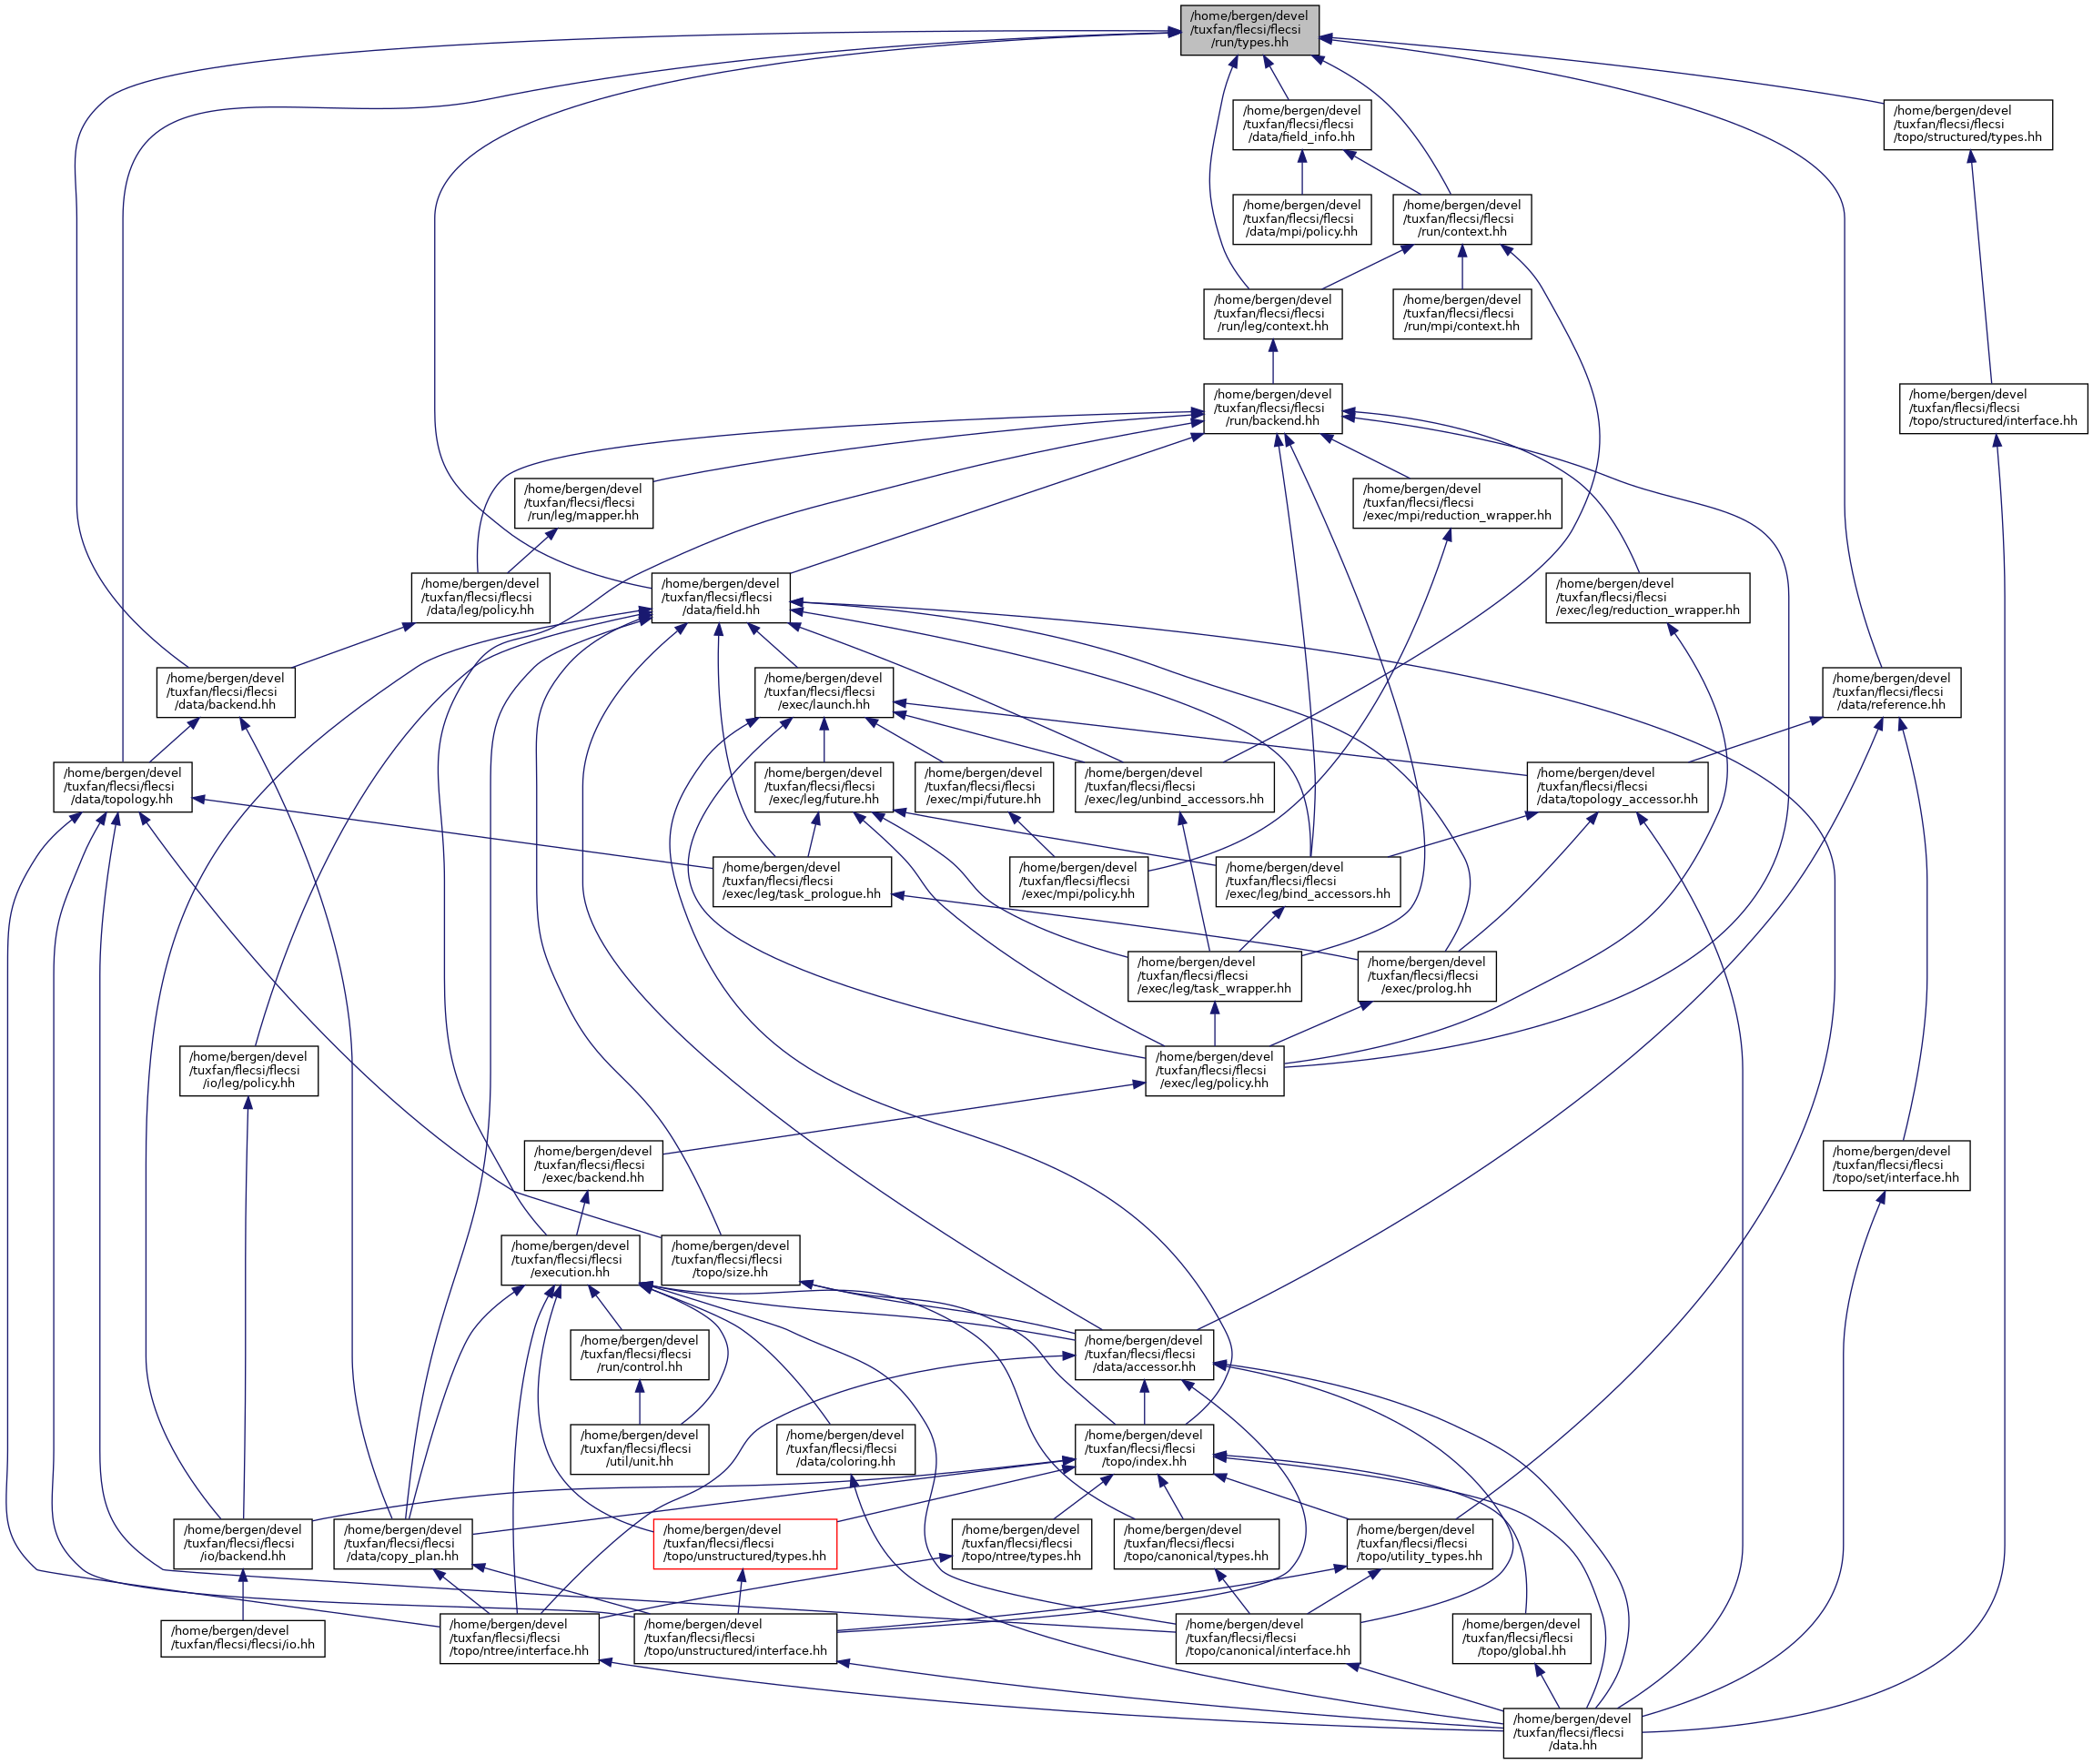 /home/bergen/devel
/tuxfan/flecsi/flecsi
/run/types.hh
/home/bergen/devel
/tuxfan/flecsi/flecsi
/data/field_info.hh
/home/bergen/devel
/tuxfan/flecsi/flecsi
/topo/structured/types.hh
/home/bergen/devel
/tuxfan/flecsi/flecsi
/data/mpi/policy.hh
/home/bergen/devel
/tuxfan/flecsi/flecsi
/run/context.hh
/home/bergen/devel
/tuxfan/flecsi/flecsi
/run/leg/context.hh
/home/bergen/devel
/tuxfan/flecsi/flecsi
/run/mpi/context.hh
/home/bergen/devel
/tuxfan/flecsi/flecsi
/run/backend.hh
/home/bergen/devel
/tuxfan/flecsi/flecsi
/topo/structured/interface.hh
/home/bergen/devel
/tuxfan/flecsi/flecsi
/run/leg/mapper.hh
/home/bergen/devel
/tuxfan/flecsi/flecsi
/exec/mpi/reduction_wrapper.hh
/home/bergen/devel
/tuxfan/flecsi/flecsi
/data/leg/policy.hh
/home/bergen/devel
/tuxfan/flecsi/flecsi
/data/field.hh
/home/bergen/devel
/tuxfan/flecsi/flecsi
/exec/leg/reduction_wrapper.hh
/home/bergen/devel
/tuxfan/flecsi/flecsi
/data/backend.hh
/home/bergen/devel
/tuxfan/flecsi/flecsi
/exec/launch.hh
/home/bergen/devel
/tuxfan/flecsi/flecsi
/data/reference.hh
/home/bergen/devel
/tuxfan/flecsi/flecsi
/data/topology.hh
/home/bergen/devel
/tuxfan/flecsi/flecsi
/exec/leg/future.hh
/home/bergen/devel
/tuxfan/flecsi/flecsi
/exec/mpi/future.hh
/home/bergen/devel
/tuxfan/flecsi/flecsi
/exec/leg/unbind_accessors.hh
/home/bergen/devel
/tuxfan/flecsi/flecsi
/data/topology_accessor.hh
/home/bergen/devel
/tuxfan/flecsi/flecsi
/exec/leg/task_prologue.hh
/home/bergen/devel
/tuxfan/flecsi/flecsi
/exec/mpi/policy.hh
/home/bergen/devel
/tuxfan/flecsi/flecsi
/exec/leg/bind_accessors.hh
/home/bergen/devel
/tuxfan/flecsi/flecsi
/exec/leg/task_wrapper.hh
/home/bergen/devel
/tuxfan/flecsi/flecsi
/exec/prolog.hh
/home/bergen/devel
/tuxfan/flecsi/flecsi
/io/leg/policy.hh
/home/bergen/devel
/tuxfan/flecsi/flecsi
/exec/leg/policy.hh
/home/bergen/devel
/tuxfan/flecsi/flecsi
/exec/backend.hh
/home/bergen/devel
/tuxfan/flecsi/flecsi
/topo/set/interface.hh
/home/bergen/devel
/tuxfan/flecsi/flecsi
/execution.hh
/home/bergen/devel
/tuxfan/flecsi/flecsi
/topo/size.hh
/home/bergen/devel
/tuxfan/flecsi/flecsi
/run/control.hh
/home/bergen/devel
/tuxfan/flecsi/flecsi
/data/accessor.hh
/home/bergen/devel
/tuxfan/flecsi/flecsi
/util/unit.hh
/home/bergen/devel
/tuxfan/flecsi/flecsi
/data/coloring.hh
/home/bergen/devel
/tuxfan/flecsi/flecsi
/topo/index.hh
/home/bergen/devel
/tuxfan/flecsi/flecsi
/io/backend.hh
/home/bergen/devel
/tuxfan/flecsi/flecsi
/data/copy_plan.hh
/home/bergen/devel
/tuxfan/flecsi/flecsi
/topo/unstructured/types.hh
/home/bergen/devel
/tuxfan/flecsi/flecsi
/topo/ntree/types.hh
/home/bergen/devel
/tuxfan/flecsi/flecsi
/topo/canonical/types.hh
/home/bergen/devel
/tuxfan/flecsi/flecsi
/topo/utility_types.hh
/home/bergen/devel
/tuxfan/flecsi/flecsi/io.hh
/home/bergen/devel
/tuxfan/flecsi/flecsi
/topo/ntree/interface.hh
/home/bergen/devel
/tuxfan/flecsi/flecsi
/topo/unstructured/interface.hh
/home/bergen/devel
/tuxfan/flecsi/flecsi
/topo/canonical/interface.hh
/home/bergen/devel
/tuxfan/flecsi/flecsi
/topo/global.hh
/home/bergen/devel
/tuxfan/flecsi/flecsi
/data.hh